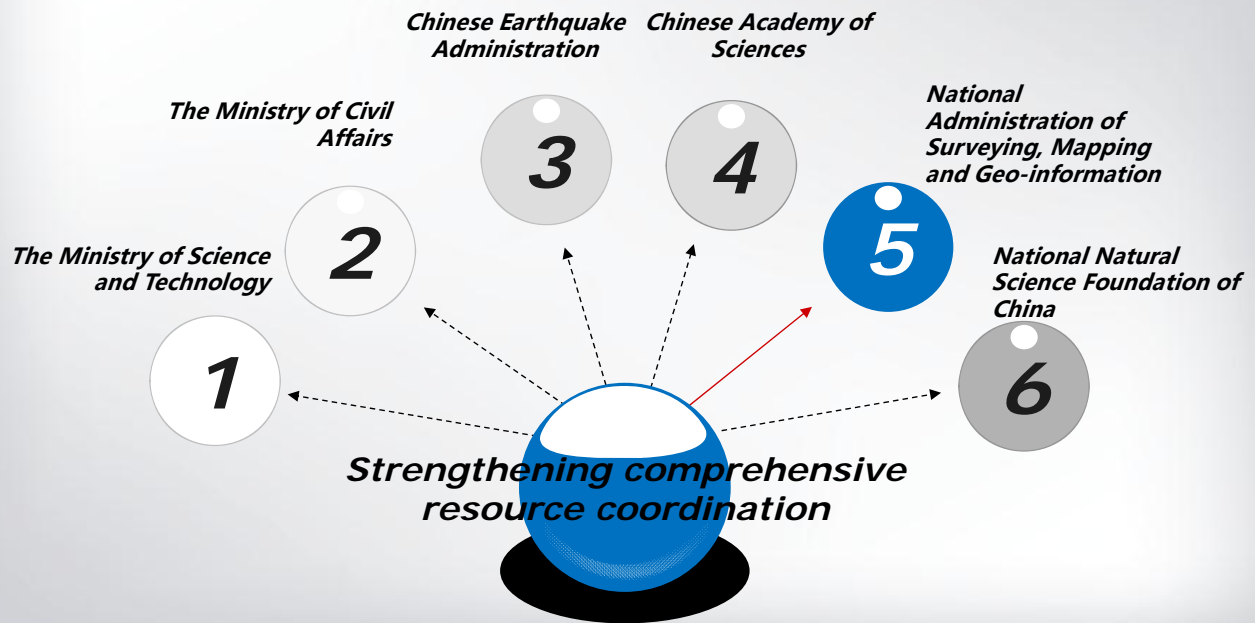 Chinese Earthquake
Administration
Chinese Academy of
Sciences
The Ministry of Civil
Affairs
National
Administration of
Surveying, Mapping
and Geo-information
The Ministry of Science
and Technology
National Natural
Science Foundation of
China
1
2
3
4
5
6
Strengthening comprehensive
resource coordination